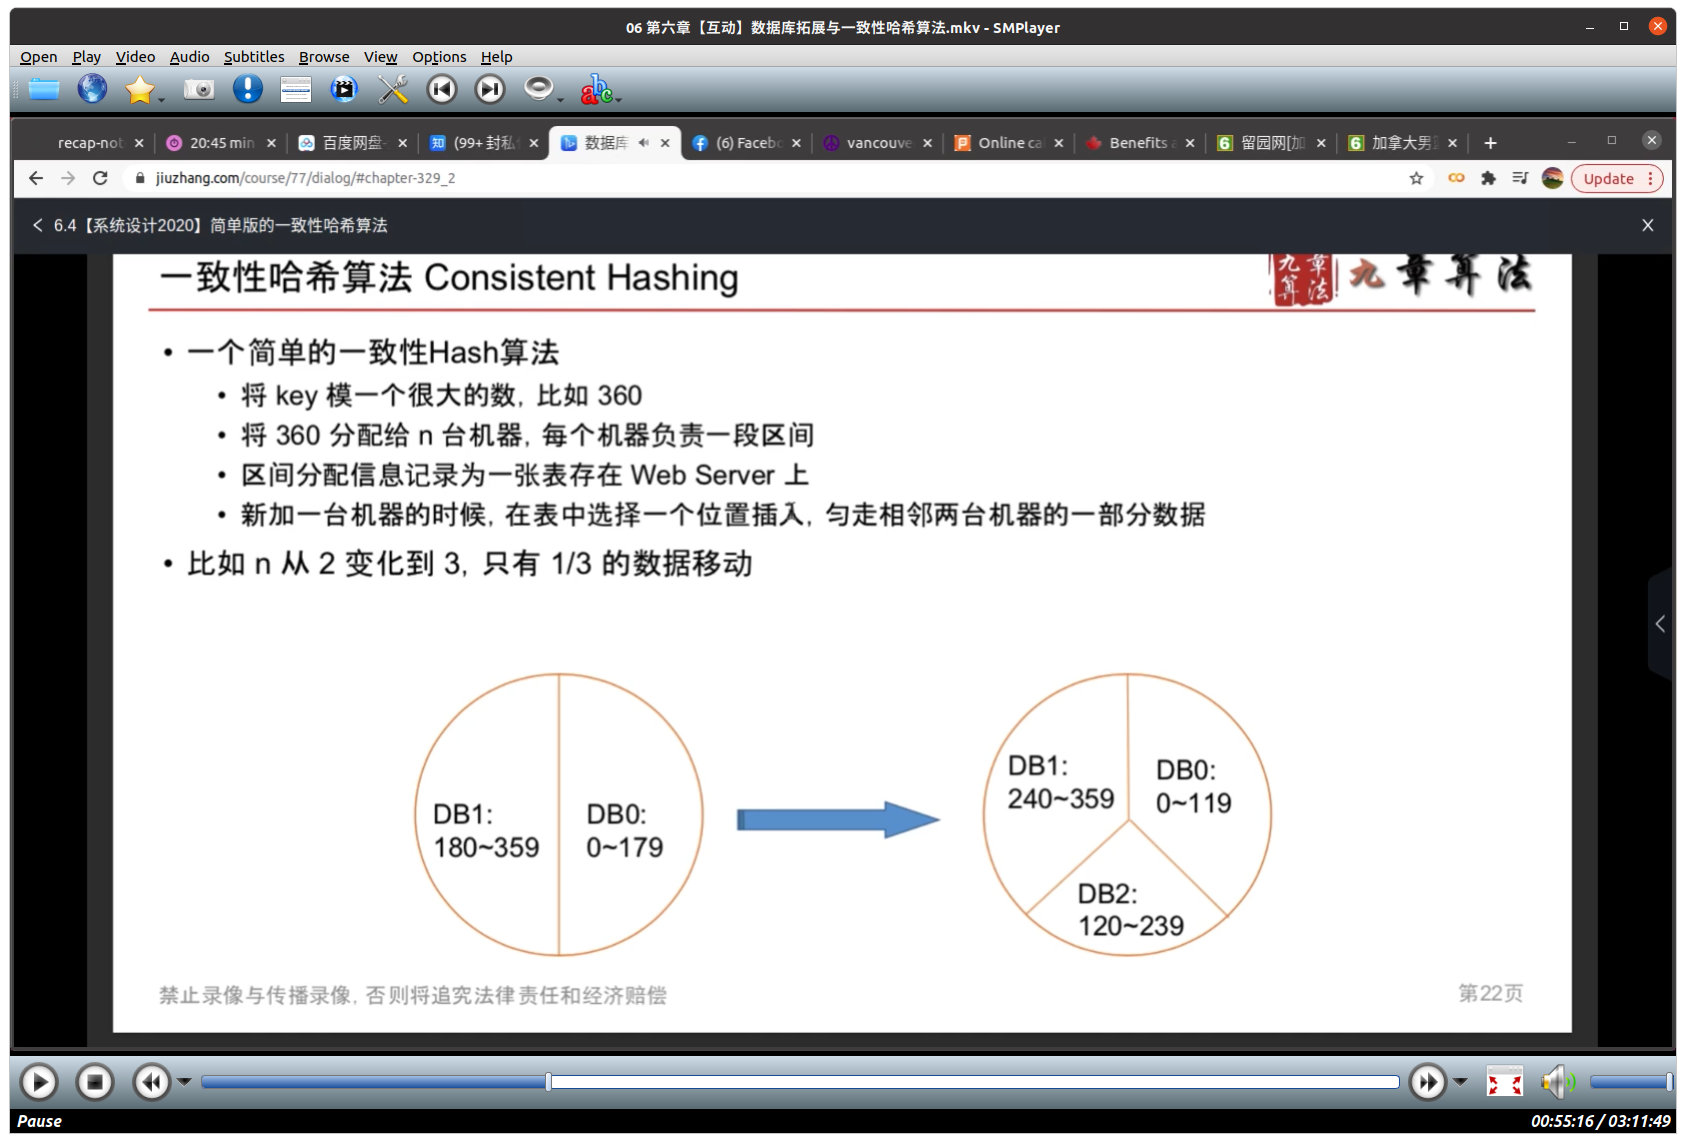 06 第六章【互动】数据库拓展与一致性哈希算法.mkv - SMPlayer
Open Play Video Audio Subtitles Browse View Options Help
abc
recap-not 20:45 min 百度网盘- (99+ 封私 数据库 (6) Facebo vancouve Online ca Benefits a 留园网[加 加拿大男
jiuzhang.com/course/77/dialog/#chapter-329_2 Update
6.4【系统设计2020】简单版的一致性哈希算法
一致性哈希算法 Consistent Hashing
九章算法 九章算法
• 一个简单的一致性Hash算法
• 将 key 模一个很大的数, 比如 360
• 将 360 分配给 n 台机器, 每个机器负责一段区间
• 区间分配信息记录为一张表存在 Web Server 上
• 新加一台机器的时候, 在表中选择一个位置插入, 匀走相邻两台机器的一部分数据
• 比如 n 从 2 变化到 3, 只有 1/3 的数据移动
DB1:
180~359
DB0:
0~179
DB1:
240~359
DB0:
0~119
DB2:
120~239
禁止录像与传播录像, 否则将追究法律责任和经济赔偿
第22页
Pause
00:55:16 / 03:11:49